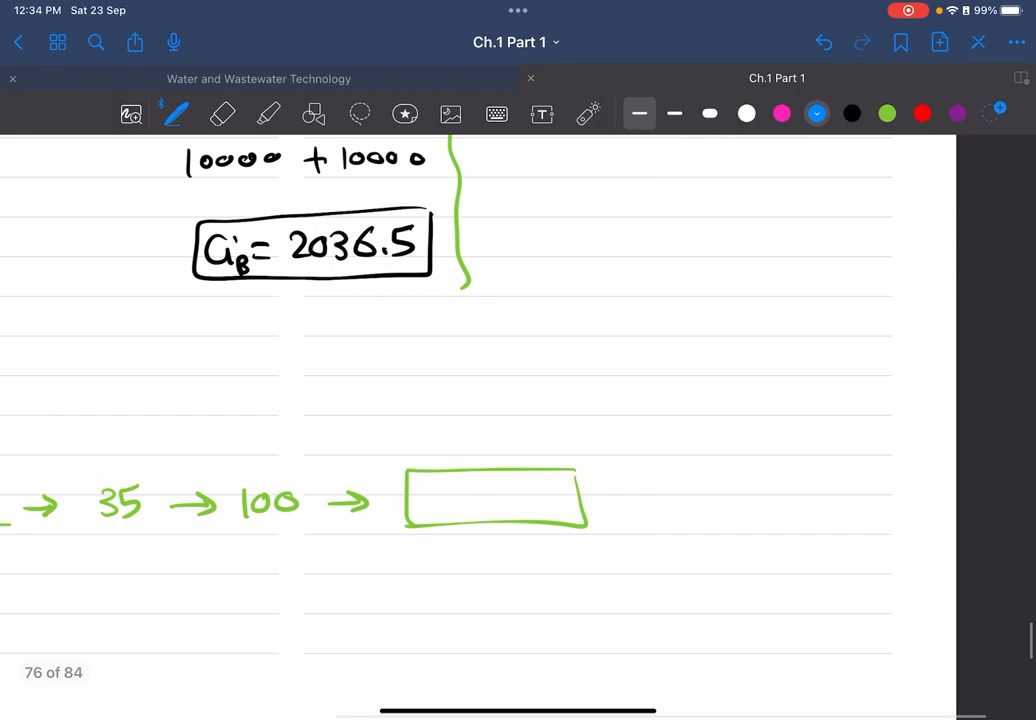 12:34 PM Sat 23 Sep
99%
Ch.1 Part 1
Water and Wastewater Technology
Ch.1 Part 1
10000 + 10000
= 2036.5
→ 35 → 100 →
76 of 84